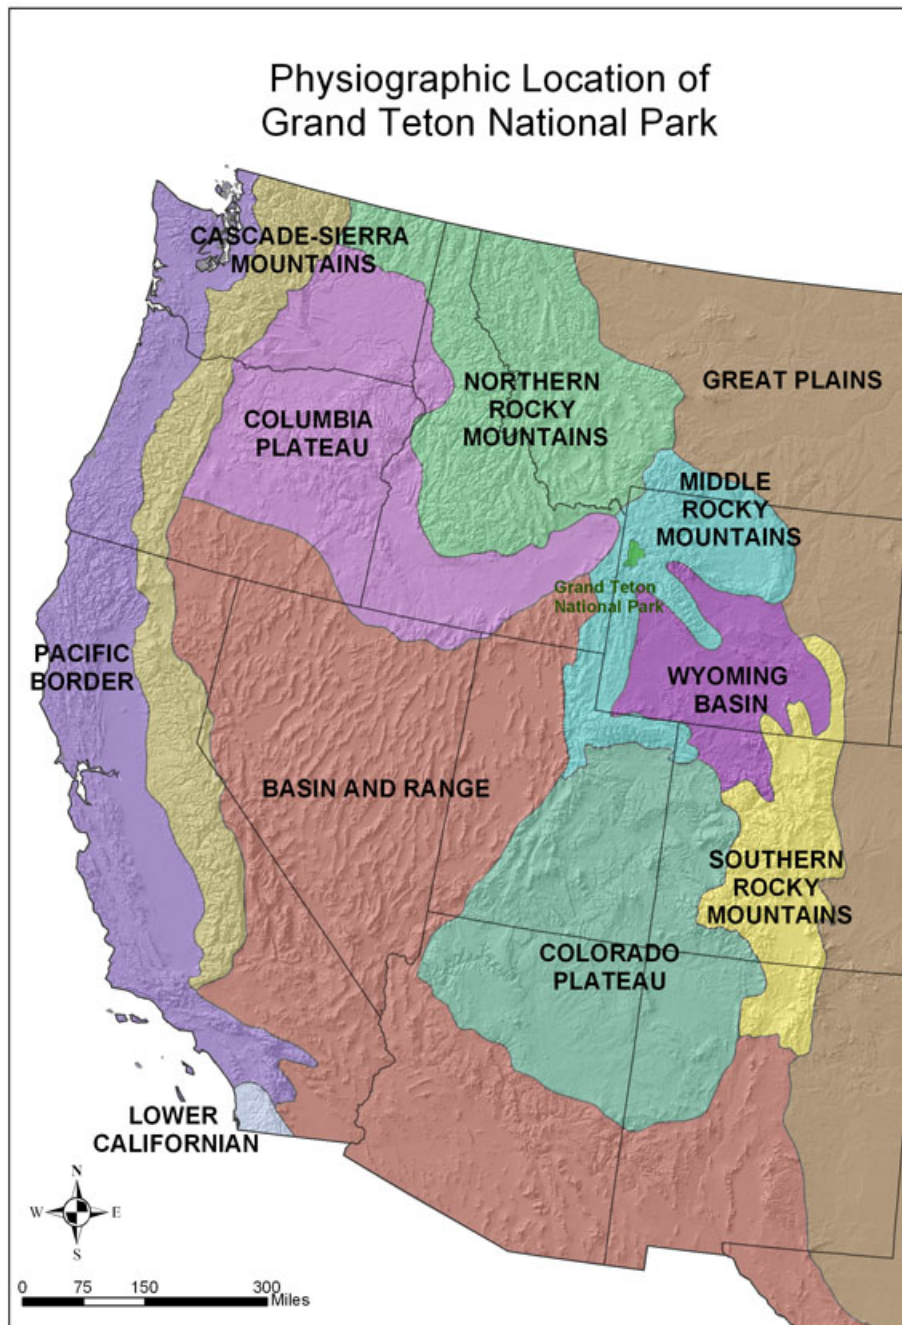 Physiographic Location of
Grand Teton National Park
CASCADE-SIERRA
MOUNTAINS
NORTHERN
ROCKY
MOUNTAINS
GREAT PLAINS
COLUMBIA
PLATEAU
MIDDLE
ROCKY
MOUNTAINS
Grand Teton
National Park
PACIFIC
BORDER
WYOMING
BASIN
BASIN AND RANGE
SOUTHERN
ROCKY
MOUNTAINS
COLORADO
PLATEAU
LOWER
CALIFORNIAN
N
W E
S
0 75 150 300
Miles